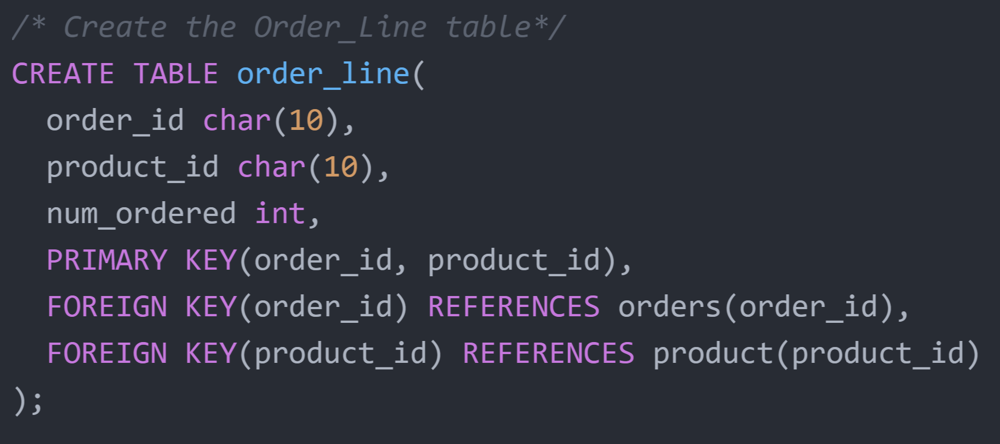 /* Create the Order_Line table*/
CREATE TABLE order_line(
  order_id char(10),
  product_id char(10),
  num_ordered int,
  PRIMARY KEY(order_id, product_id),
  FOREIGN KEY(order_id) REFERENCES orders(order_id),
  FOREIGN KEY(product_id) REFERENCES product(product_id)
);